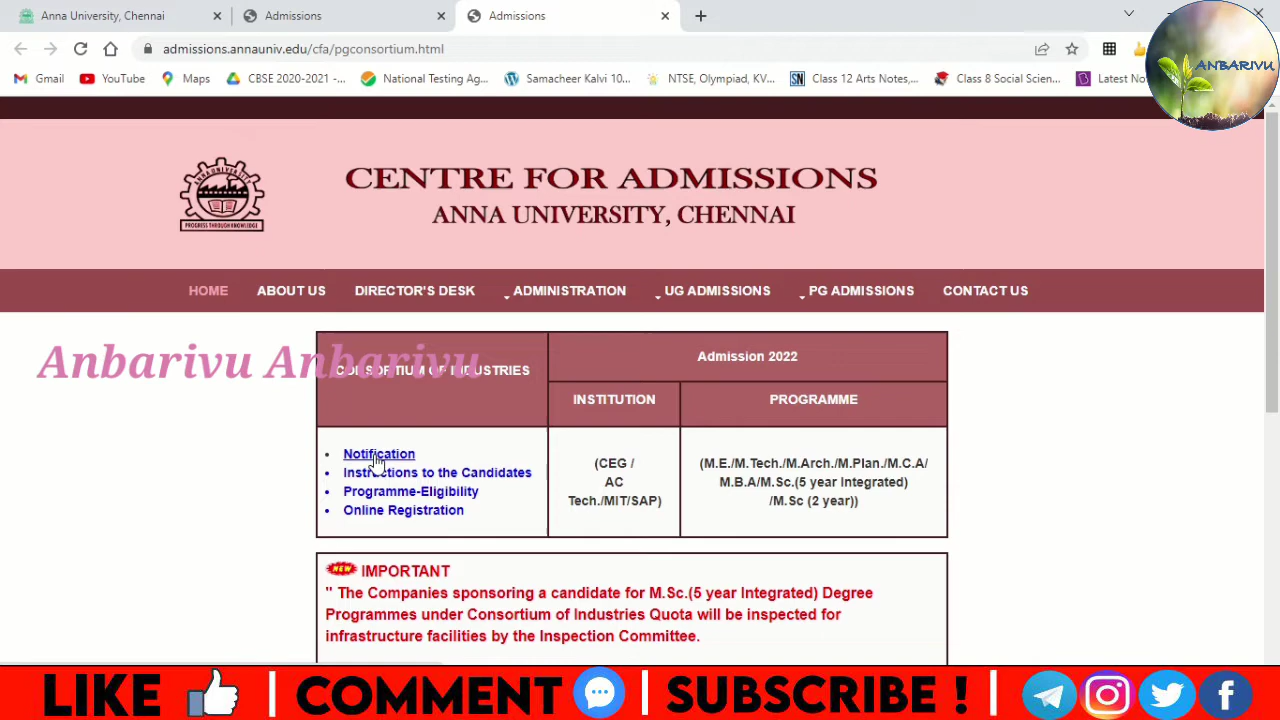 Anna University, Chennai
Admissions
Admissions
admissions.annauniv.edu/cfa/pgconsortium.html
Gmail
YouTube
Maps
CBSE 2020-2021 -...
National Testing Ag...
Samacheer Kalvi 10...
NTSE, Olympiad, KV...
Class 12 Arts Notes,...
Class 8 Social Scien...
Latest
ANBARIVU
ANNA UNIVERSITY
PROGRESS THROUGH KNOWLEDGE
CENTRE FOR ADMISSIONS
ANNA UNIVERSITY, CHENNAI
HOME
ABOUT US
DIRECTOR'S DESK
ADMINISTRATION
UG ADMISSIONS
PG ADMISSIONS
CONTACT US
Anbarivu Anbarivu
CONSORTIUM OF INDUSTRIES
Admission 2022
INSTITUTION
PROGRAMME
Notification
Instructions to the Candidates
Programme-Eligibility
Online Registration
(CEG /
AC
Tech./MIT/SAP)
(M.E./M.Tech./M.Arch./M.Plan./M.C.A/
M.B.A/M.Sc.(5 year Integrated)
/M.Sc (2 year))
NEW IMPORTANT
" The Companies sponsoring a candidate for M.Sc.(5 year Integrated) Degree
Programmes under Consortium of Industries Quota will be inspected for
infrastructure facilities by the Inspection Committee.
LIKE | COMMENT | SUBSCRIBE ! |